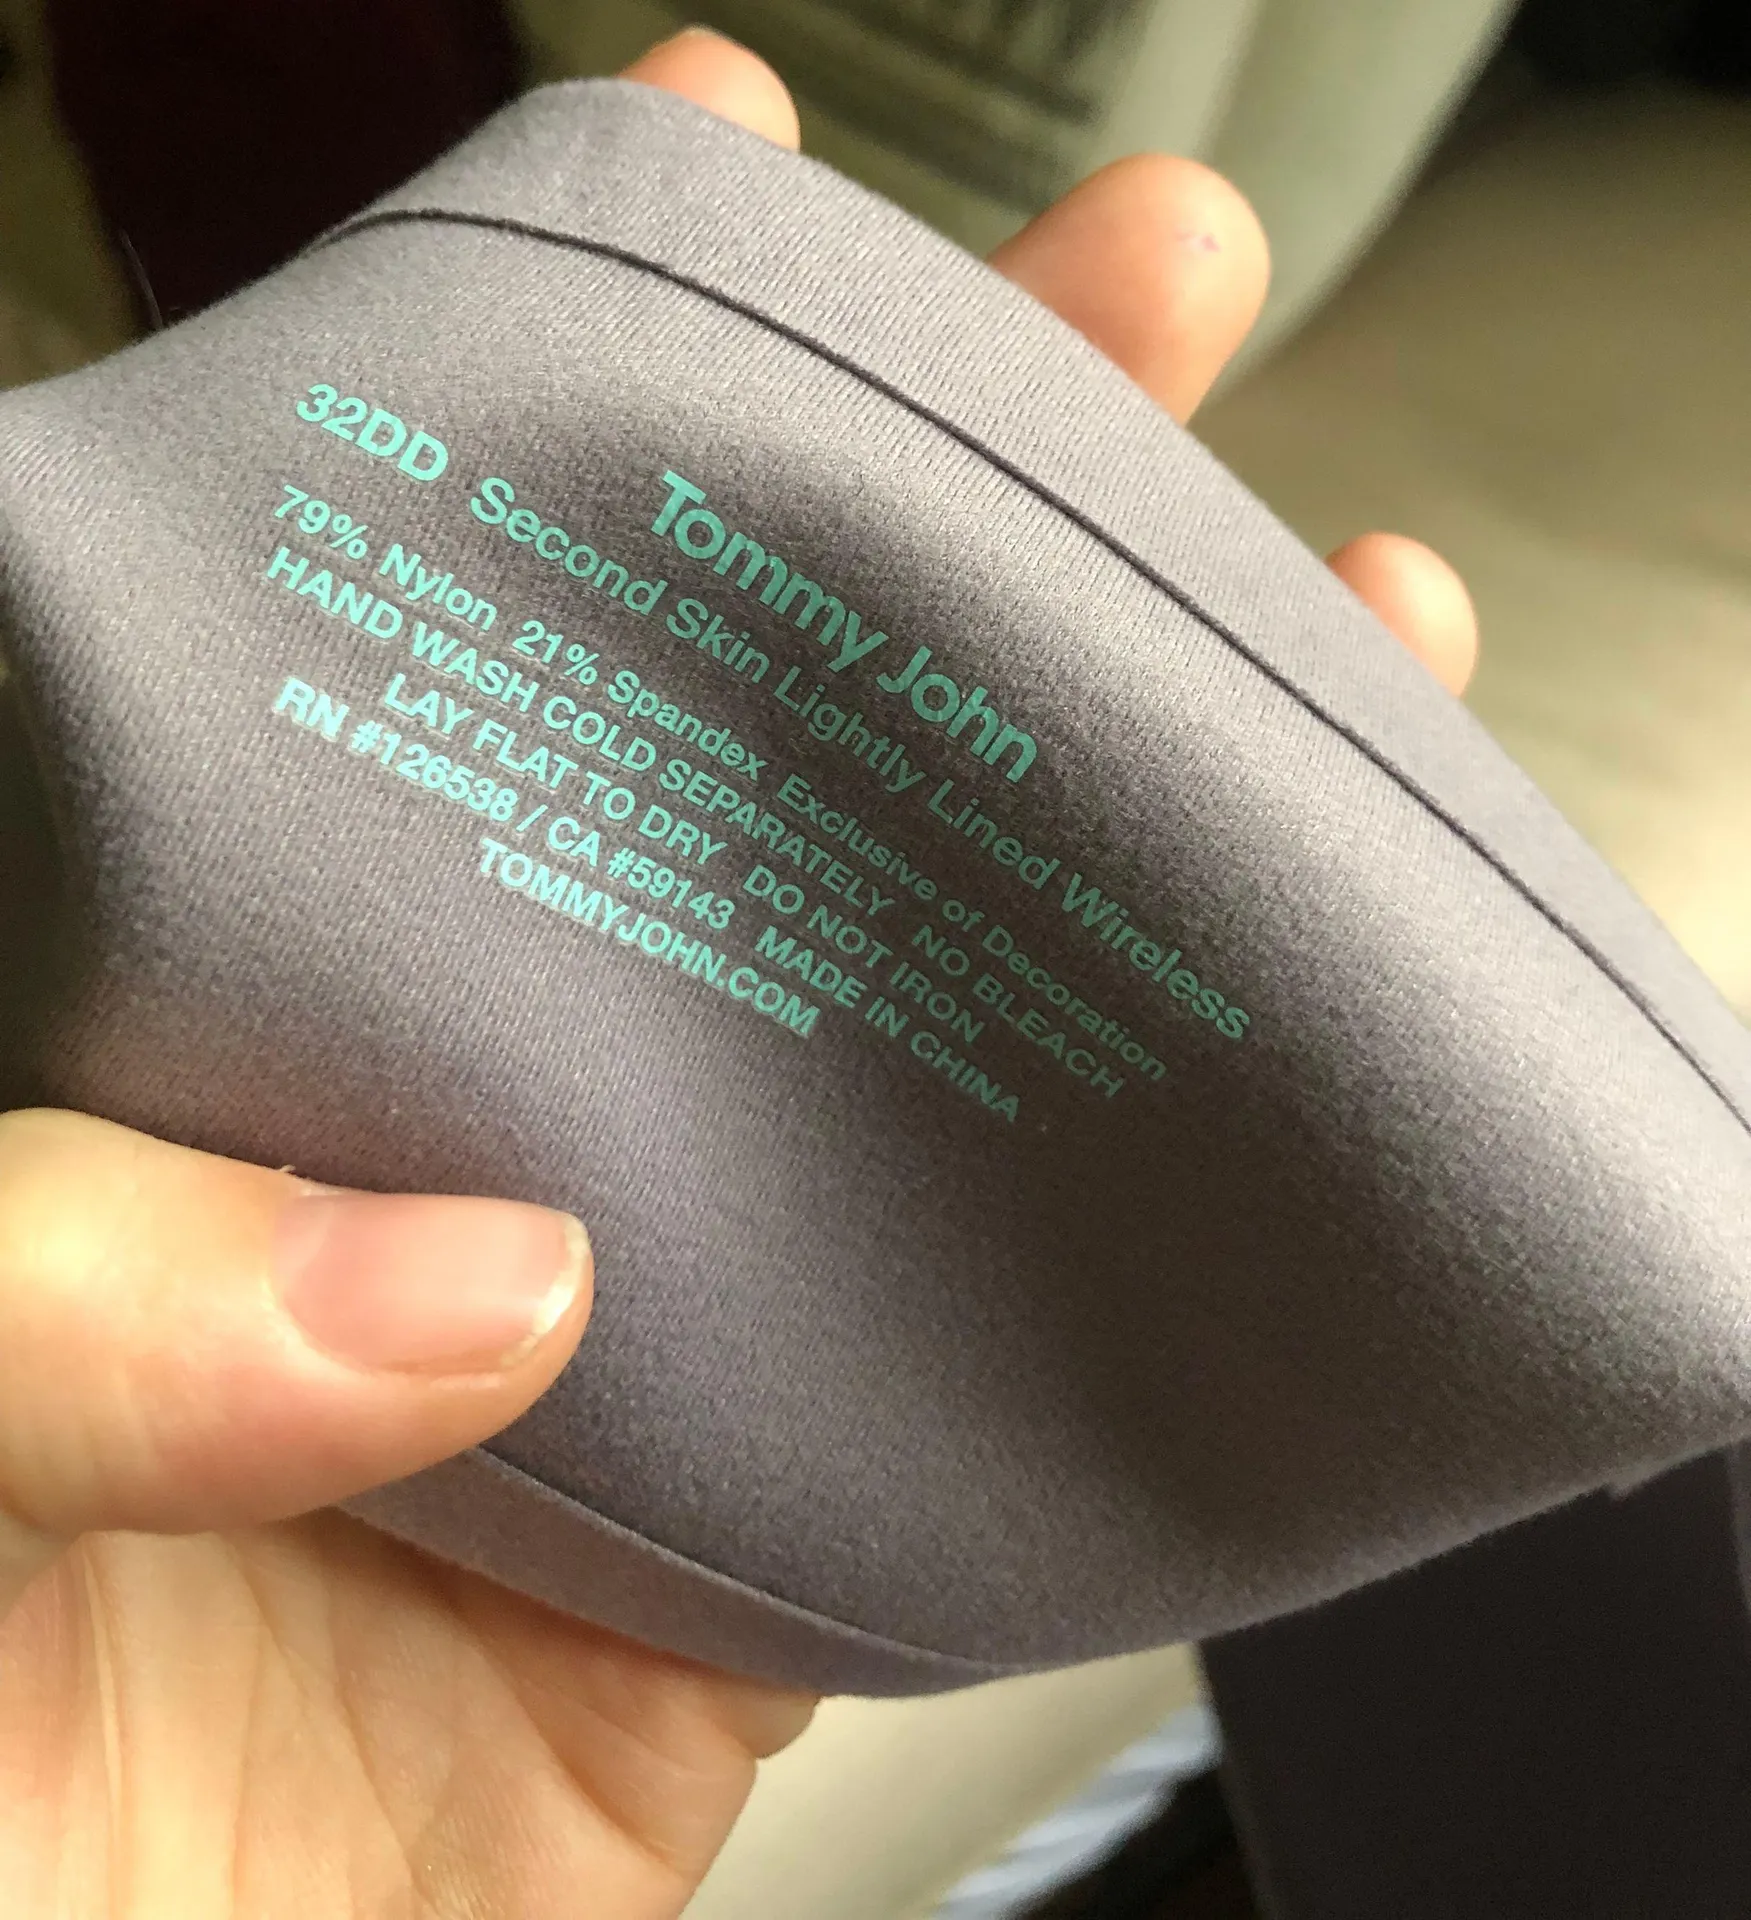 Tommy John
32DD Second Skin Lightly Lined Wireless
79% Nylon 21% Spandex Exclusive of Decoration
HAND WASH COLD SEPARATELY NO BLEACH
LAY FLAT TO DRY DO NOT IRON
RN #126538 / CA #59143 MADE IN CHINA
TOMMYJOHN.COM